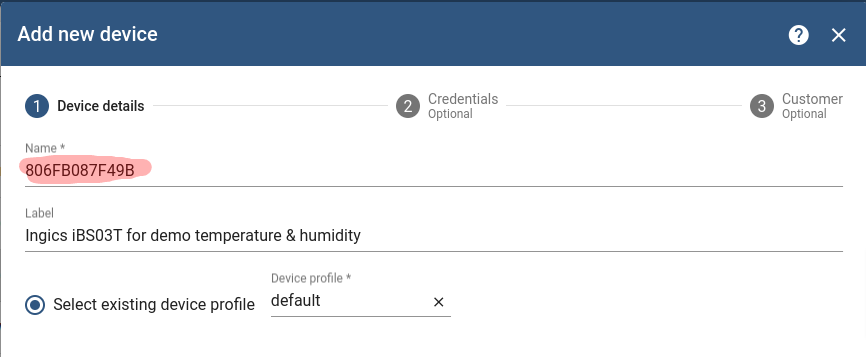 Add new device
1 Device details
2 Credentials
Optional
3 Customer
Optional
Name *
806FB087F49B
Label
Ingics iBS03T for demo temperature & humidity
Device profile *
Select existing device profile default